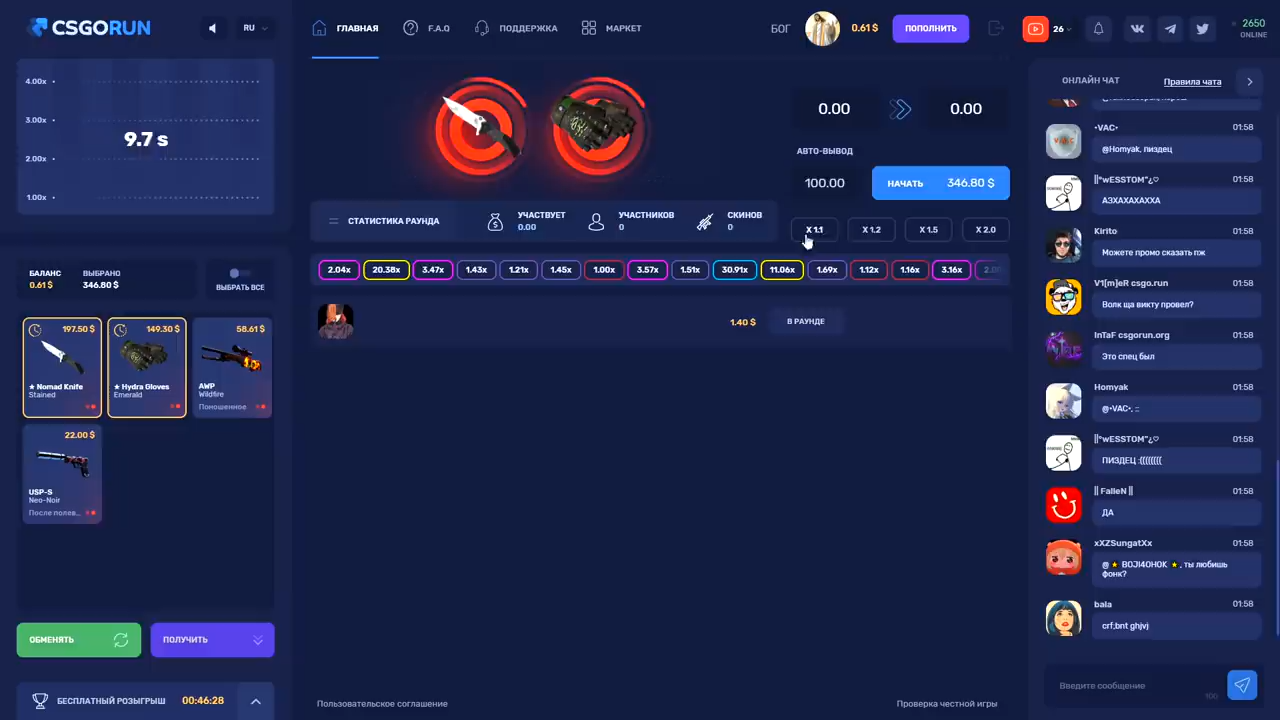 CSGORUN
RU
ГЛАВНАЯ
F.A.Q
ПОДДЕРЖКА
МАРКЕТ
БОГ
0.61 $
ПОПОЛНИТЬ
26
2650
ONLINE
4.00x
3.00x
2.00x
1.00x
9.7 s
0.00
0.00
АВТО-ВЫВОД
100.00
НАЧАТЬ 346.80 $
СТАТИСТИКА РАУНДА
УЧАСТВУЕТ
0.00
УЧАСТНИКОВ
0
СКИНОВ
0
X 1.1
X 1.2
X 1.5
X 2.0
2.04x 20.38x 3.47x 1.43x 1.21x 1.45x 1.00x 3.57x 1.51x 30.91x 11.06x 1.69x 1.12x 1.16x 3.16x
1.40 $
В РАУНДЕ
БАЛАНС
0.61 $
ВЫБРАНО
346.80 $
ВЫБРАТЬ ВСЕ
197.50 $
★ Nomad Knife
Stained
149.30 $
★ Hydra Gloves
Emerald
58.61 $
AWP
Wildfire
Поношенное
22.00 $
USP-S
Neo-Noir
После полев...
ОБМЕНЯТЬ
ПОЛУЧИТЬ
БЕСПЛАТНЫЙ РОЗЫГРЫШ 00:46:28
Пользовательское соглашение
Проверка честной игры
ОНЛАЙН ЧАТ
Правила чата
•VAC• 01:58
@Homyak, пиздец
||°wESSTOM°¿♡ 01:58
АЗХАХАХАХХА
Kirito 01:58
Можете промо сказать пж
V1[m]eR csgo.run 01:58
Волк ща викту провел?
InTaF csgorun.org 01:58
Это спец был
Homyak 01:58
@•VAC•, ::
||°wESSTOM°¿♡ 01:58
ПИЗДЕЦ :((((((((
|| FalleN || 01:58
ДА
xXZSungatXx 01:58
@ ★ BOJI4OHOK ★ , ты любишь
фонк?
bala 01:58
crf;bnt ghjvj
Введите сообщение
100